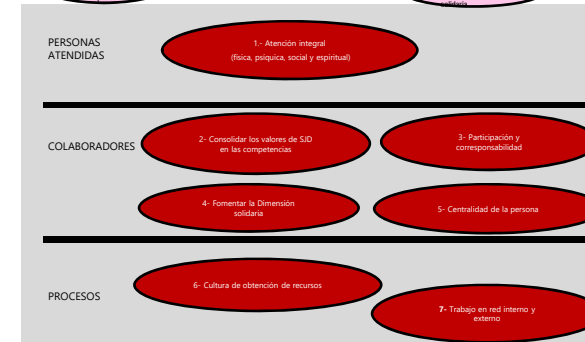 solidaria
PERSONAS
ATENDIDAS
1.- Atención integral
(física, psíquica, social y espiritual)
COLABORADORES
2- Consolidar los valores de SJD
en las competencias
3- Participación y
corresponsabilidad
4- Fomentar la Dimensión
solidaria
5- Centralidad de la persona
PROCESOS
6- Cultura de obtención de recursos
7- Trabajo en red interno y
externo